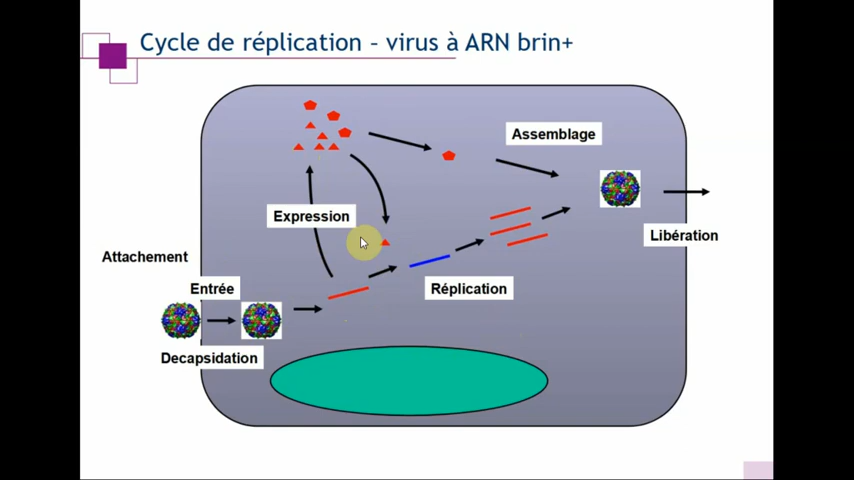 Cycle de réplication – virus à ARN brin+
Assemblage
Expression
Libération
Attachement
Entrée
Réplication
Decapsidation